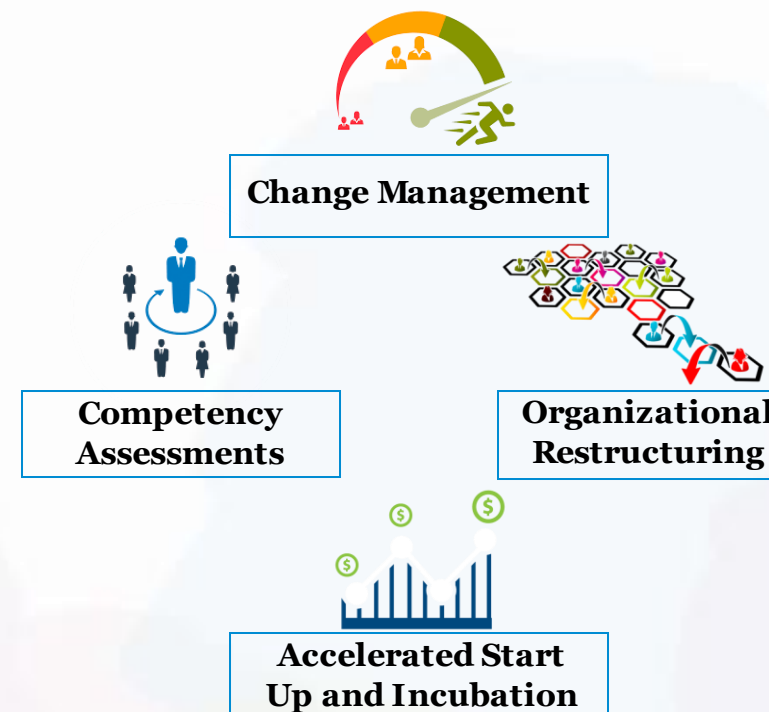 Change Management
Competency
Assessments
Organizational
Restructuring
Accelerated Start
Up and Incubation
$
$
$